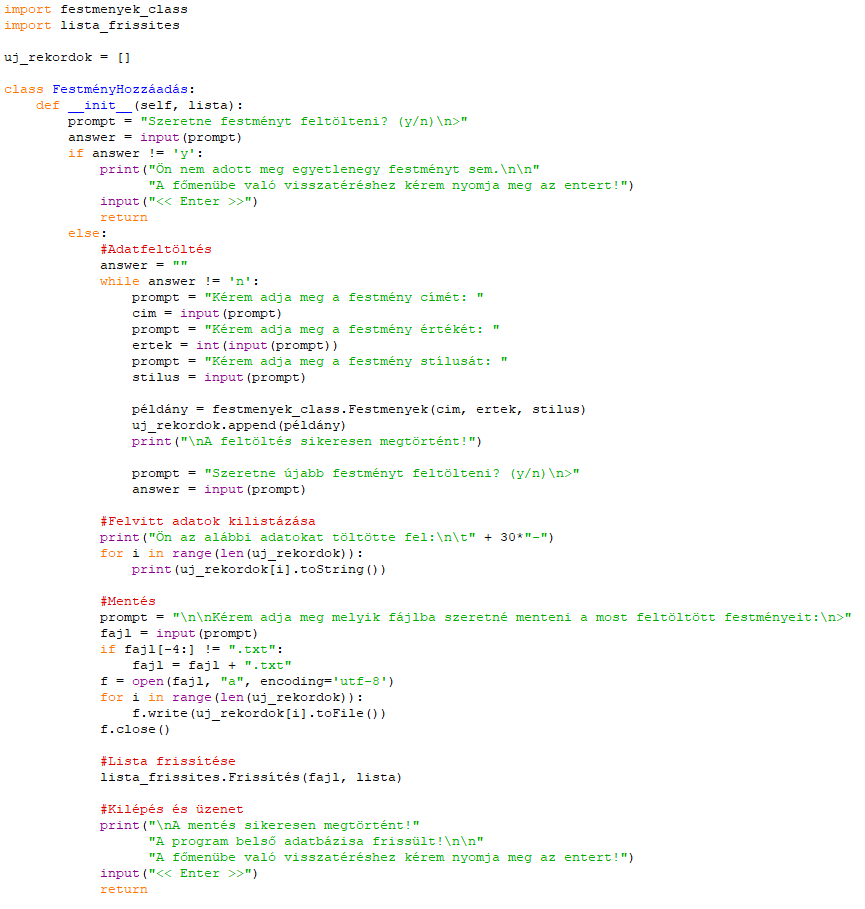 import festmenyek_class
import lista_frissites

uj_rekordok = []

class FestményHozzáadás:
    def __init__(self, lista):
        prompt = "Szeretne festményt feltölteni? (y/n)\n>"
        answer = input(prompt)
        if answer != 'y':
            print("Ön nem adott meg egyetlenegy festményt sem.\n\n"
                  "A főmenübe való visszatéréshez kérem nyomja meg az entert!")
            input("<< Enter >>")
            return
        else:
            #Adatfeltöltés
            answer = ""
            while answer != 'n':
                prompt = "Kérem adja meg a festmény címét: "
                cim = input(prompt)
                prompt = "Kérem adja meg a festmény értékét: "
                ertek = int(input(prompt))
                prompt = "Kérem adja meg a festmény stílusát: "
                stilus = input(prompt)

                példány = festmenyek_class.Festmenyek(cim, ertek, stilus)
                uj_rekordok.append(példány)
                print("\nA feltöltés sikeresen megtörtént!")

                prompt = "Szeretne újabb festményt feltölteni? (y/n)\n>"
                answer = input(prompt)

            #Felvitt adatok kilistázása
            print("Ön az alábbi adatokat töltötte fel:\n\t" + 30*"-")
            for i in range(len(uj_rekordok)):
                print(uj_rekordok[i].toString())

            #Mentés
            prompt = "\n\nKérem adja meg melyik fájlba szeretné menteni a most feltöltött festményeit:\n>"
            fajl = input(prompt)
            if fajl[-4:] != ".txt":
                fajl = fajl + ".txt"
            f = open(fajl, "a", encoding='utf-8')
            for i in range(len(uj_rekordok)):
                f.write(uj_rekordok[i].toFile())
            f.close()

            #Lista frissítése
            lista_frissites.Frissítés(fajl, lista)

            #Kilépés és üzenet
            print("\nA mentés sikeresen megtörtént!"
                  "A program belső adatbázisa frissült!\n\n"
                  "A főmenübe való visszatéréshez kérem nyomja meg az entert!")
            input("<< Enter >>")
            return